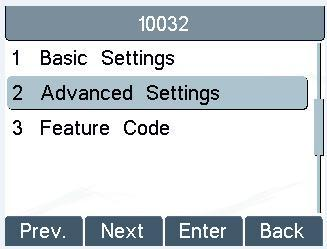 10032
1 Basic Settings
2 Advanced Settings
3 Feature Code
Prev. Next Enter Back